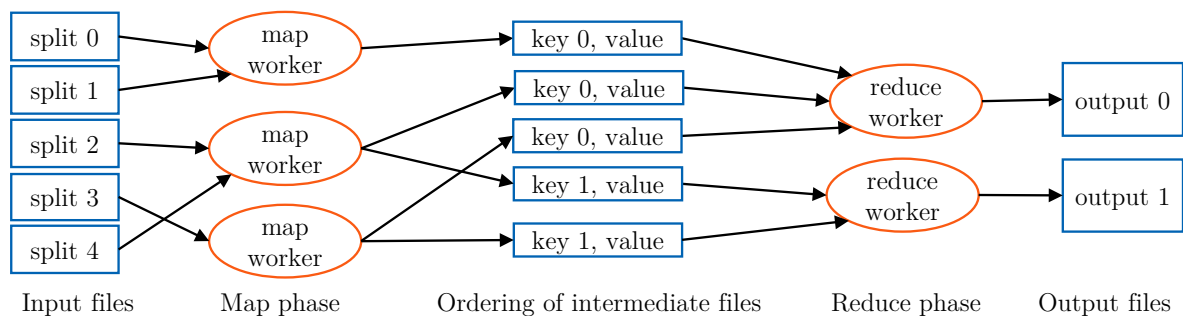 split 0
split 1
split 2
split 3
split 4
Input files
map
worker
map
worker
map
worker
Map phase
key 0, value
key 0, value
key 0, value
key 1, value
key 1, value
Ordering of intermediate files
reduce
worker
reduce
worker
Reduce phase
output 0
output 1
Output files